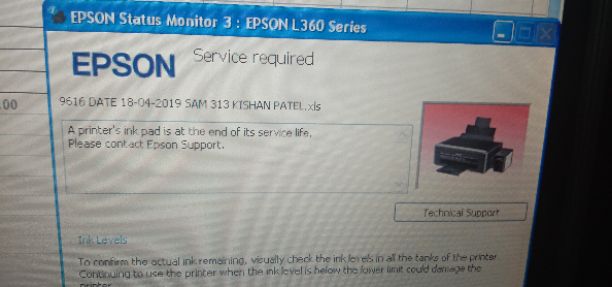 EPSON Status Monitor 3 : EPSON L360 Series
EPSON
Service required
.00
9616 DATE 18-04-2019 SAM 313 KISHAN PATEL.xls
A printer's ink pad is at the end of its service life.
Please contact Epson Support.
Technical Support
Ink Levels
To confirm the actual ink remaining, visually check the ink levels in all the tanks of the printer.
Continuing to use the printer when the ink level is below the lower limit could damage the
printer.